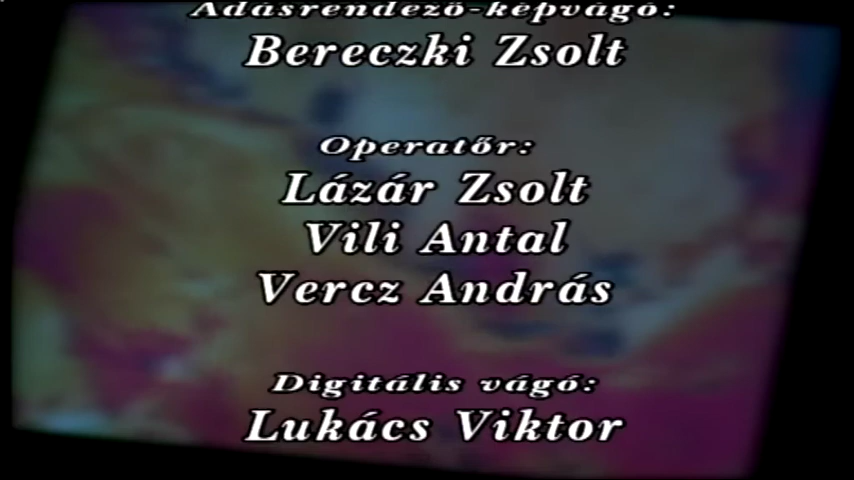 Adásrendező-képvágó:
Bereczki Zsolt
Operatőr:
Lázár Zsolt
Vili Antal
Vercz András
Digitális vágó:
Lukács Viktor